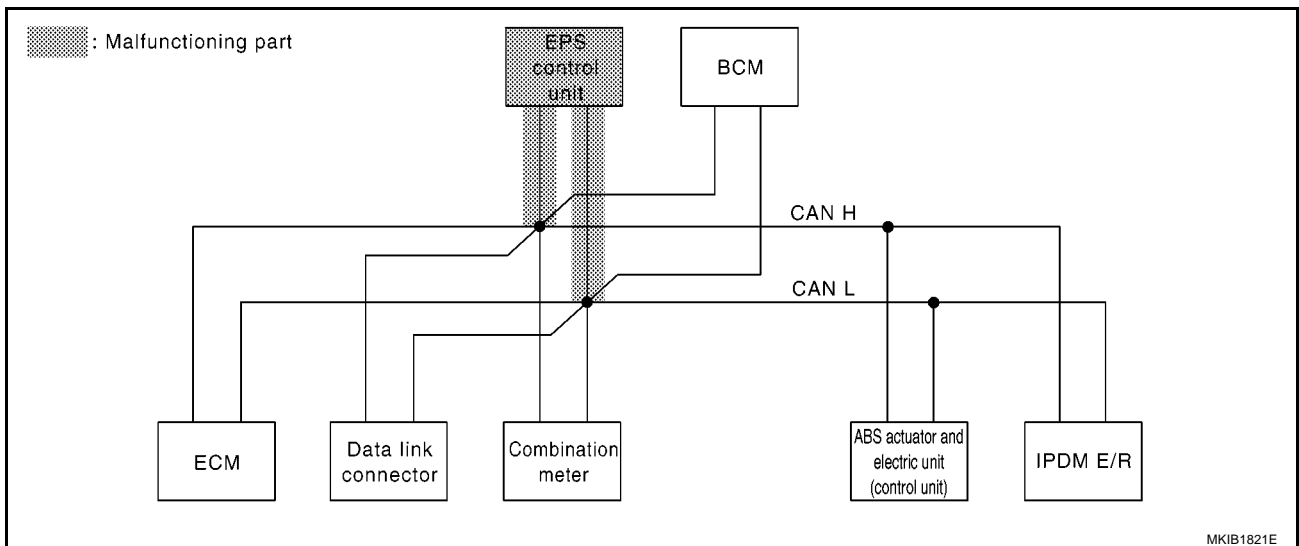 : Malfunctioning part
EPS
control
unit
BCM
CAN H
CAN L
ECM
Data link
connector
Combination
meter
ABS actuator and
electric unit
(control unit)
IPDM E/R
MKIB1821E